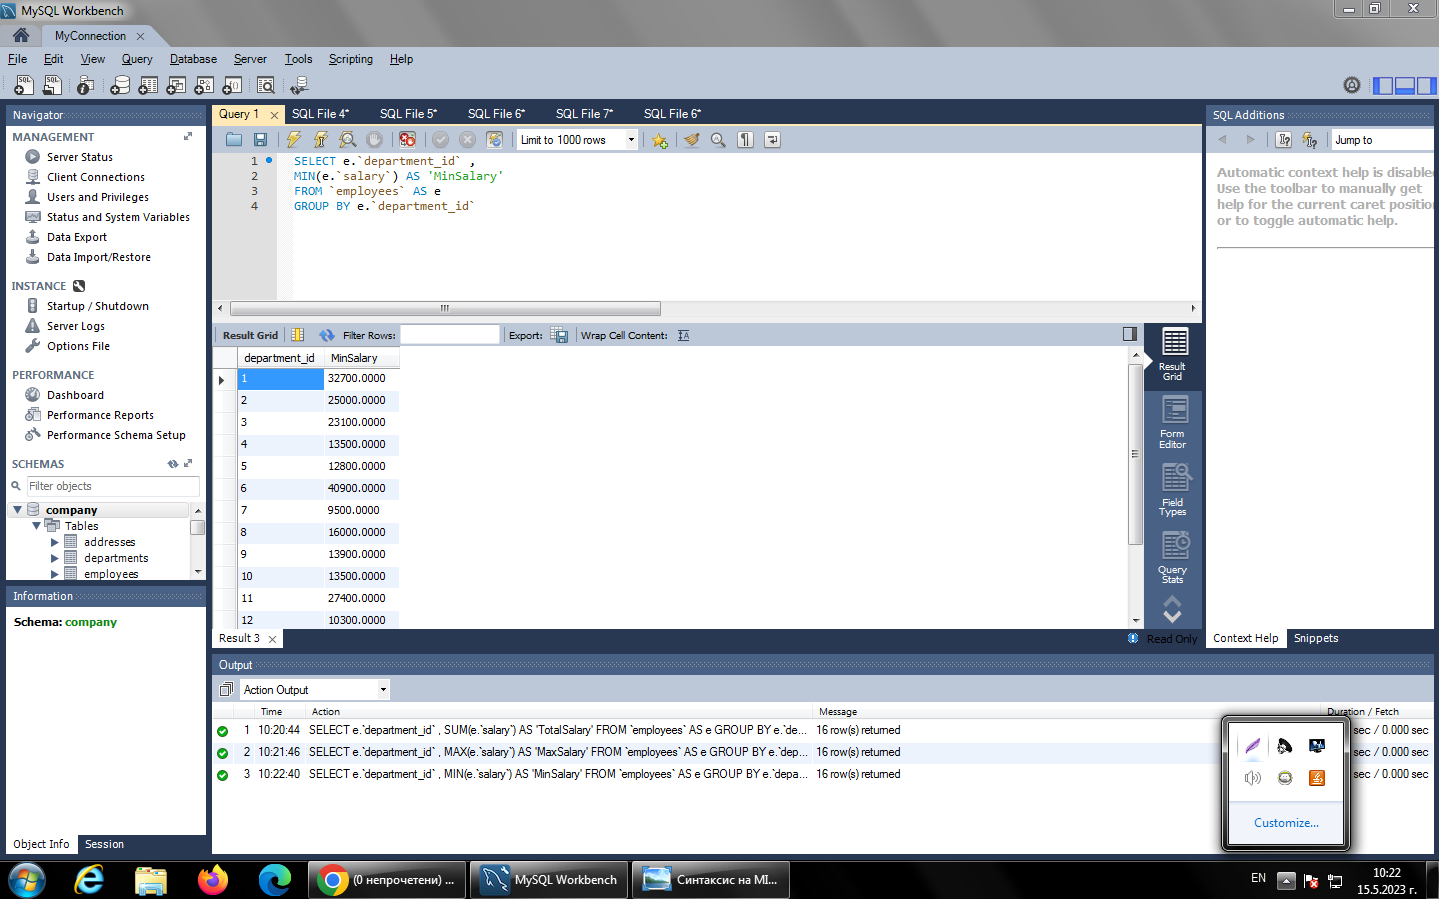 MySQL Workbench
MyConnection
File Edit View Query Database Server Tools Scripting Help
Navigator
MANAGEMENT
Server Status
Client Connections
Users and Privileges
Status and System Variables
Data Export
Data Import/Restore
INSTANCE
Startup / Shutdown
Server Logs
Options File
PERFORMANCE
Dashboard
Performance Reports
Performance Schema Setup
SCHEMAS
Filter objects
company
Tables
addresses
departments
employees
Information
Schema: company
Object Info Session
Query 1 SQL File 4* SQL File 5* SQL File 6* SQL File 7* SQL File 6*
Limit to 1000 rows
1 SELECT e.`department_id` ,
2 MIN(e.`salary`) AS 'MinSalary'
3 FROM `employees` AS e
4 GROUP BY e.`department_id`
Result Grid Filter Rows: Export: Wrap Cell Content:
department_id MinSalary
1 32700.0000
2 25000.0000
3 23100.0000
4 13500.0000
5 12800.0000
6 40900.0000
7 9500.0000
8 16000.0000
9 13900.0000
10 13500.0000
11 27400.0000
12 10300.0000
Result
Grid
Form
Editor
Field
Types
Query
Stats
Result 3 Read Only
SQL Additions
Jump to
Automatic context help is disable
Use the toolbar to manually get
help for the current caret position
or to toggle automatic help.
Context Help Snippets
Output
Action Output
Time Action Message Duration / Fetch
1 10:20:44 SELECT e.`department_id` , SUM(e.`salary`) AS 'TotalSalary' FROM `employees` AS e GROUP BY e.`de... 16 row(s) returned sec / 0.000 sec
2 10:21:46 SELECT e.`department_id` , MAX(e.`salary`) AS 'MaxSalary' FROM `employees` AS e GROUP BY e.`dep... 16 row(s) returned sec / 0.000 sec
3 10:22:40 SELECT e.`department_id` , MIN(e.`salary`) AS 'MinSalary' FROM `employees` AS e GROUP BY e.`depa... 16 row(s) returned sec / 0.000 sec
Customize...
(0 непрочетени) ...
MySQL Workbench
Синтаксис на MI...
EN
10:22
15.5.2023 г.